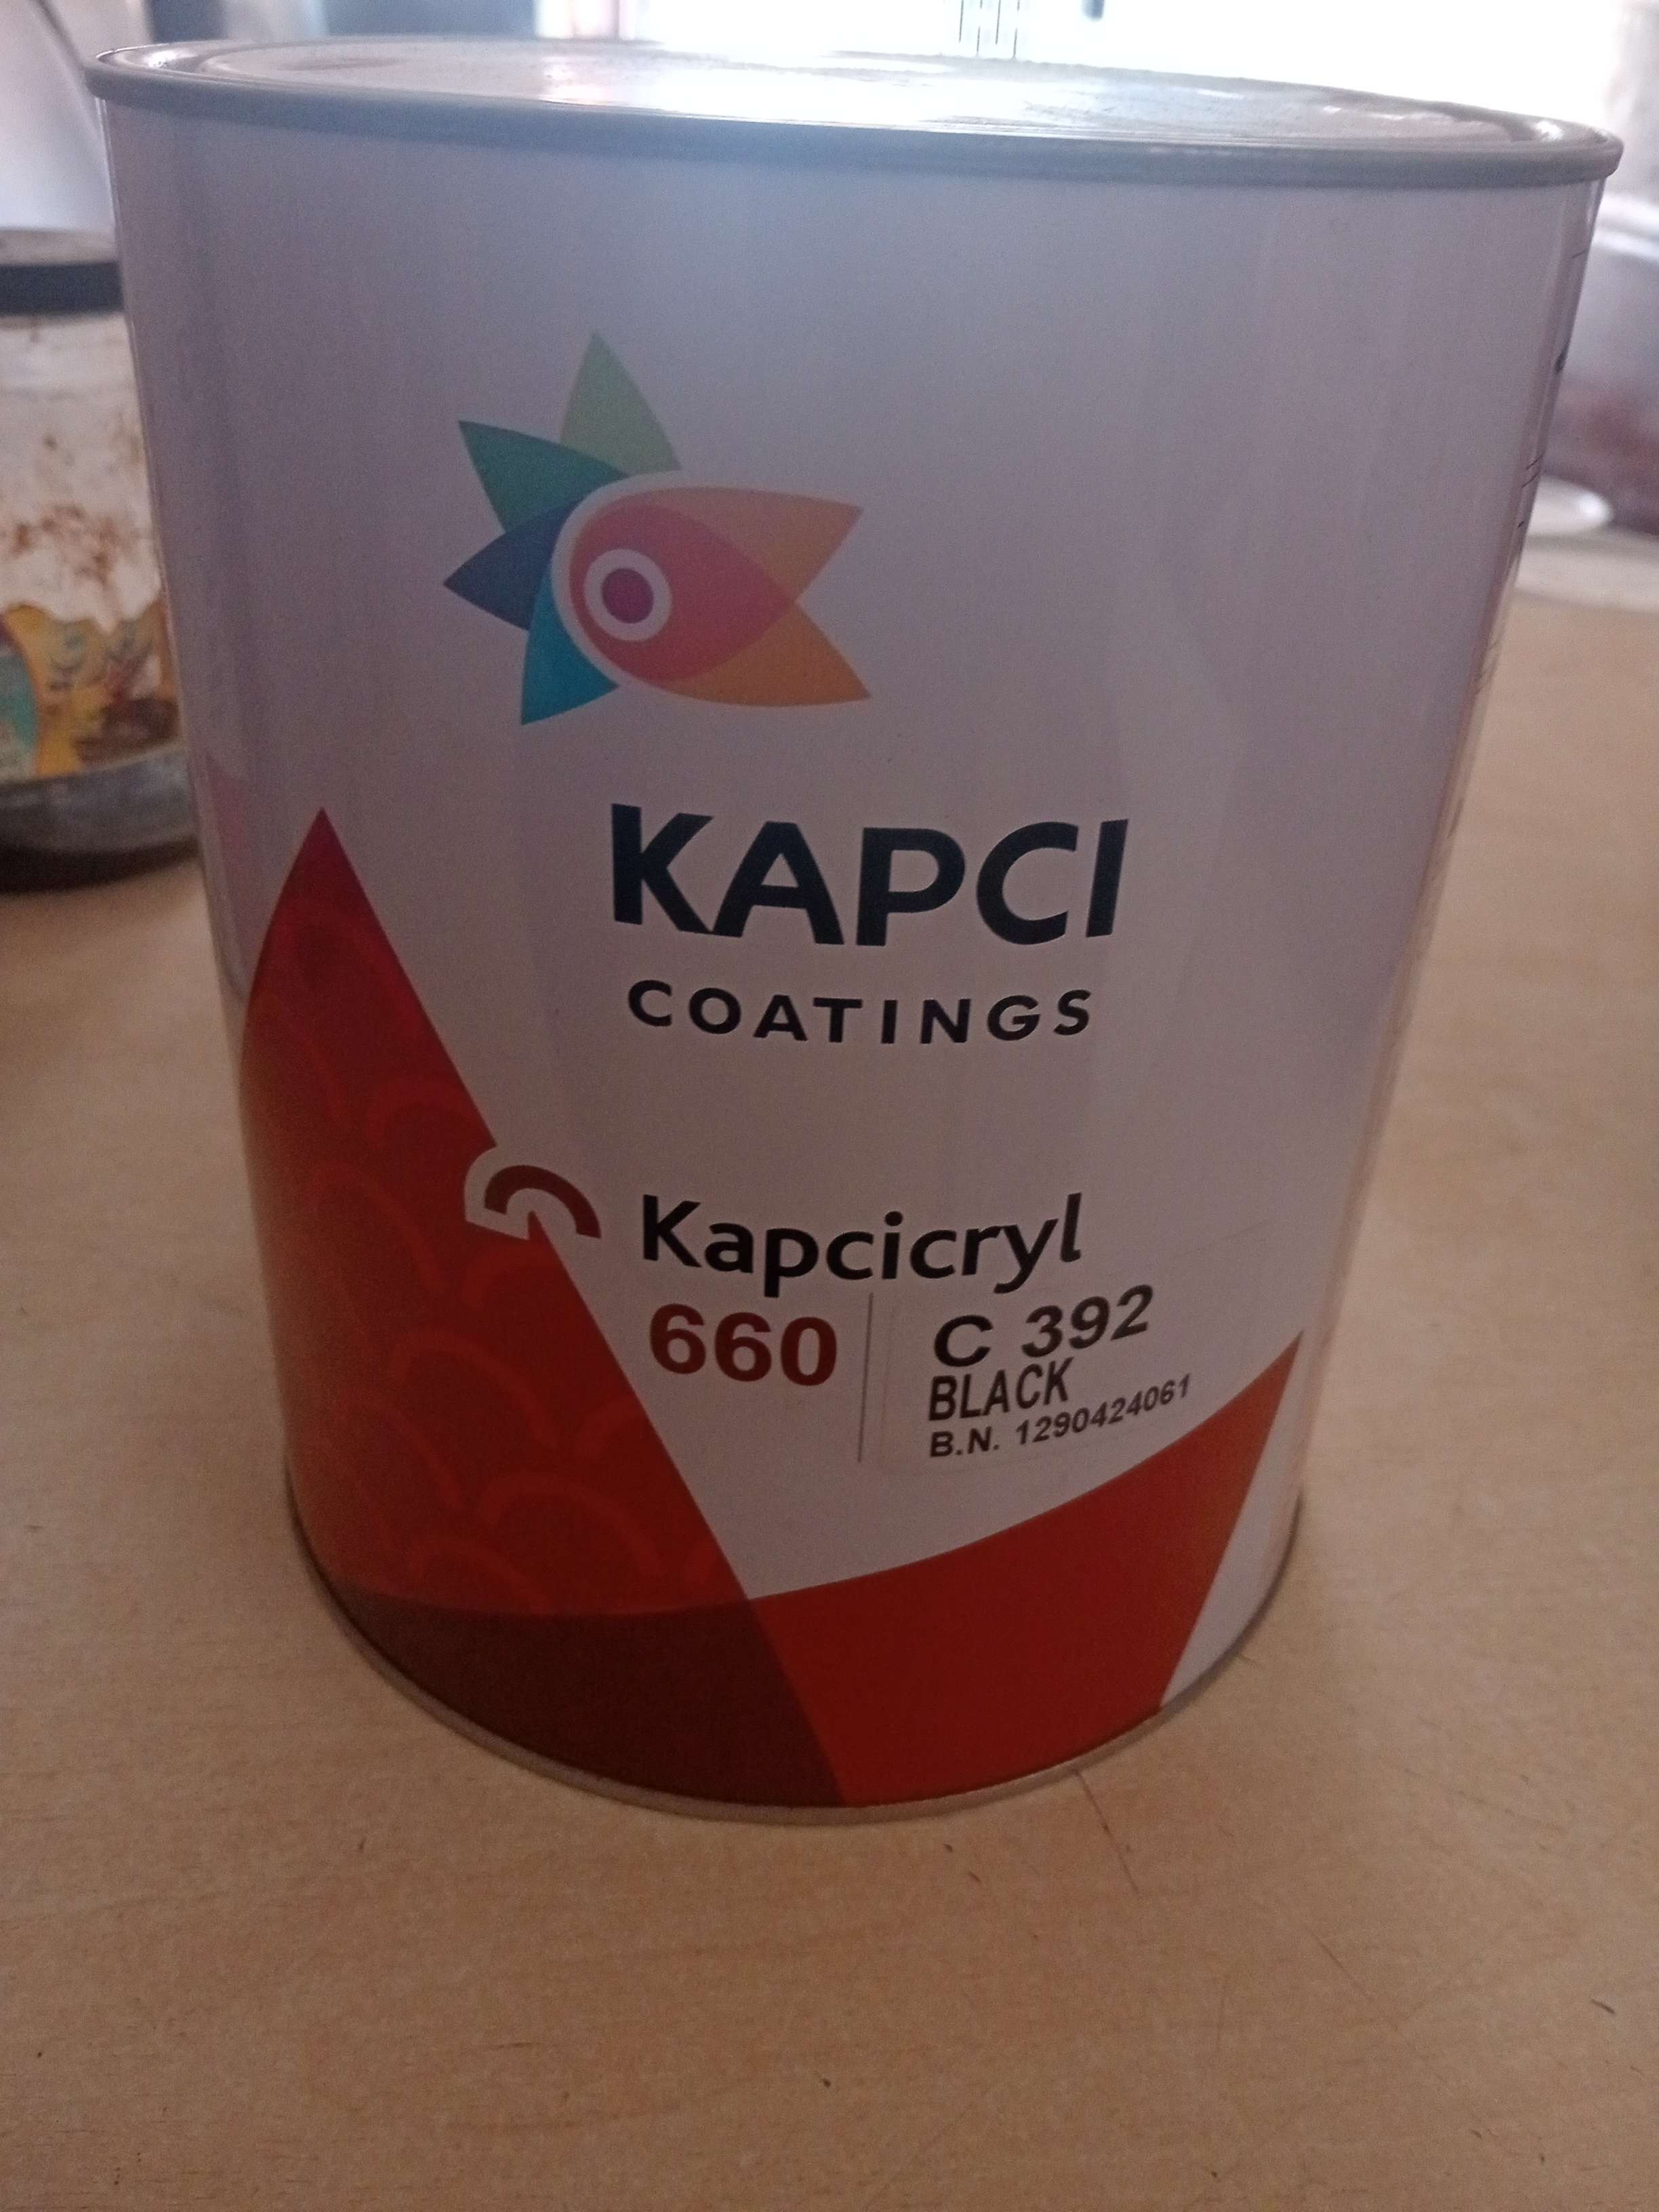 KAPCI
COATINGS
Kapcicryl
660
C 392
BLACK
B.N. 1290424061